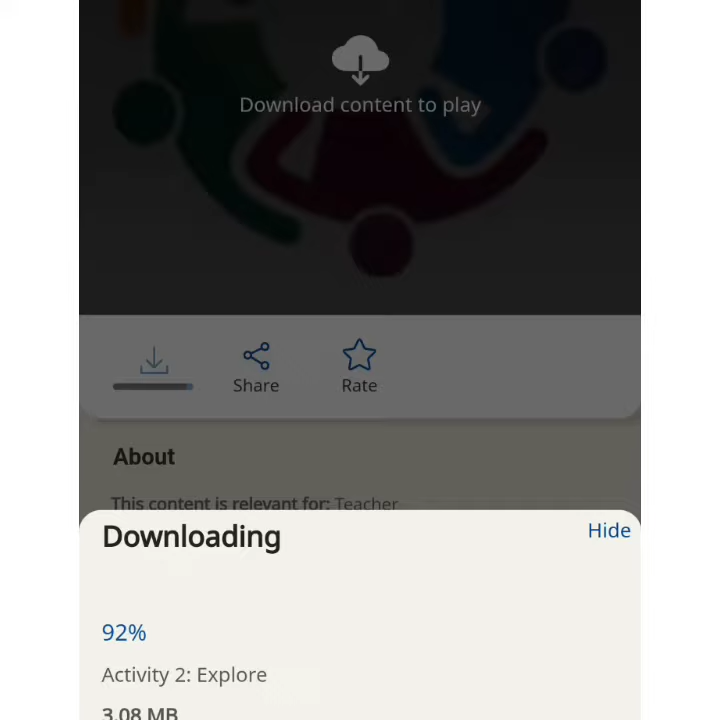 Download content to play
Share
Rate
About
This content is relevant for: Teacher
Downloading
Hide
92%
Activity 2: Explore
3.08 MB